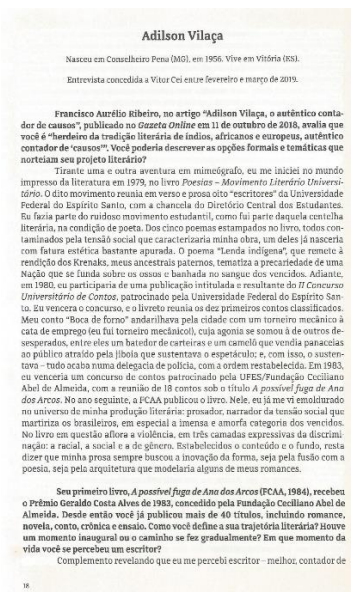 Adilson Vilaça
Nasceu em Conselheiro Pena (MG), em 1956. Vive em Vitória (ES).
Entrevista concedida a Vitor Cei entre fevereiro e março de 2019.
Francisco Aurélio Ribeiro, no artigo "Adilson Vilaça, o autêntico conta-
dor de causos", publicado no Gazeta Online em 11 de outubro de 2018, avalia que
você é "herdeiro da tradição literária de índios, africanos e europeus, autêntico
contador de 'causos'". Você poderia descrever as opções formais e temáticas que
norteiam seu projeto literário?
Tirante uma e outra aventura em mimeógrafo, eu me iniciei no mundo
impresso da literatura em 1979, no livro Poesias – Movimento Literário Universi-
tário. O dito movimento reunia em verso e prosa oito "escritores" da Universidade
Federal do Espírito Santo, com a chancela do Diretório Central dos Estudantes.
Eu fazia parte do ruidoso movimento estudantil, como fui parte daquela centelha
literária, na condição de poeta. Dos cinco poemas estampados no livro, todos con-
taminados pela tensão social que caracterizaria minha obra, um deles já nasceria
com fatura estética bastante apurada. O poema "Lenda indígena", que remete à
rendição dos Krenaks, meus ancestrais paternos, tematiza a precariedade de uma
Nação que se funda sobre os ossos e banhada no sangue dos vencidos. Adiante,
em 1980, eu participaria de uma publicação intitulada e resultante do II Concurso
Universitário de Contos, patrocinado pela Universidade Federal do Espírito San-
to. Eu vencera o concurso, e o livreto reunia os dez primeiros contos classificados.
Meu conto "Boca de forno" andarilhava pela cidade com um torneiro mecânico à
cata de emprego (eu fui torneiro mecânico), cuja agonia se somou à de outros de-
sesperados, entre eles um batedor de carteiras e um camelô que vendia panaceias
ao público atraído pela jiboia que sustentava o espetáculo; e, com isso, o susten-
tava – tudo acaba numa delegacia de polícia, com a ordem restabelecida. Em 1983,
eu venceria um concurso de contos patrocinado pela UFES/Fundação Ceciliano
Abel de Almeida, com a reunião de 18 contos sob o título A possível fuga de Ana
dos Arcos. No ano seguinte, a FCAA publicou o livro. Nele, eu já me vi emoldurado
no universo de minha produção literária: prosador, narrador da tensão social que
martiriza os brasileiros, em especial a imensa e amorfa categoria dos vencidos.
No livro em questão aflora a violência, em três camadas expressivas da discrimi-
nação: a racial, a social e a de gênero. Estabelecidos o conteúdo e o fundo, resta
dizer que minha prosa sempre buscou a inovação da forma, seja pela fusão com a
poesia, seja pela arquitetura que modelaria alguns de meus romances.
Seu primeiro livro, A possível fuga de Ana dos Arcos (FCAA, 1984), recebeu
o Prêmio Geraldo Costa Alves de 1983, concedido pela Fundação Ceciliano Abel de
Almeida. Desde então você já publicou mais de 40 títulos, incluindo romance,
novela, conto, crônica e ensaio. Como você define a sua trajetória literária? Houve
um momento inaugural ou o caminho se fez gradualmente? Em que momento da
vida você se percebeu um escritor?
Complemento revelando que eu me percebi escritor – melhor, contador de
18